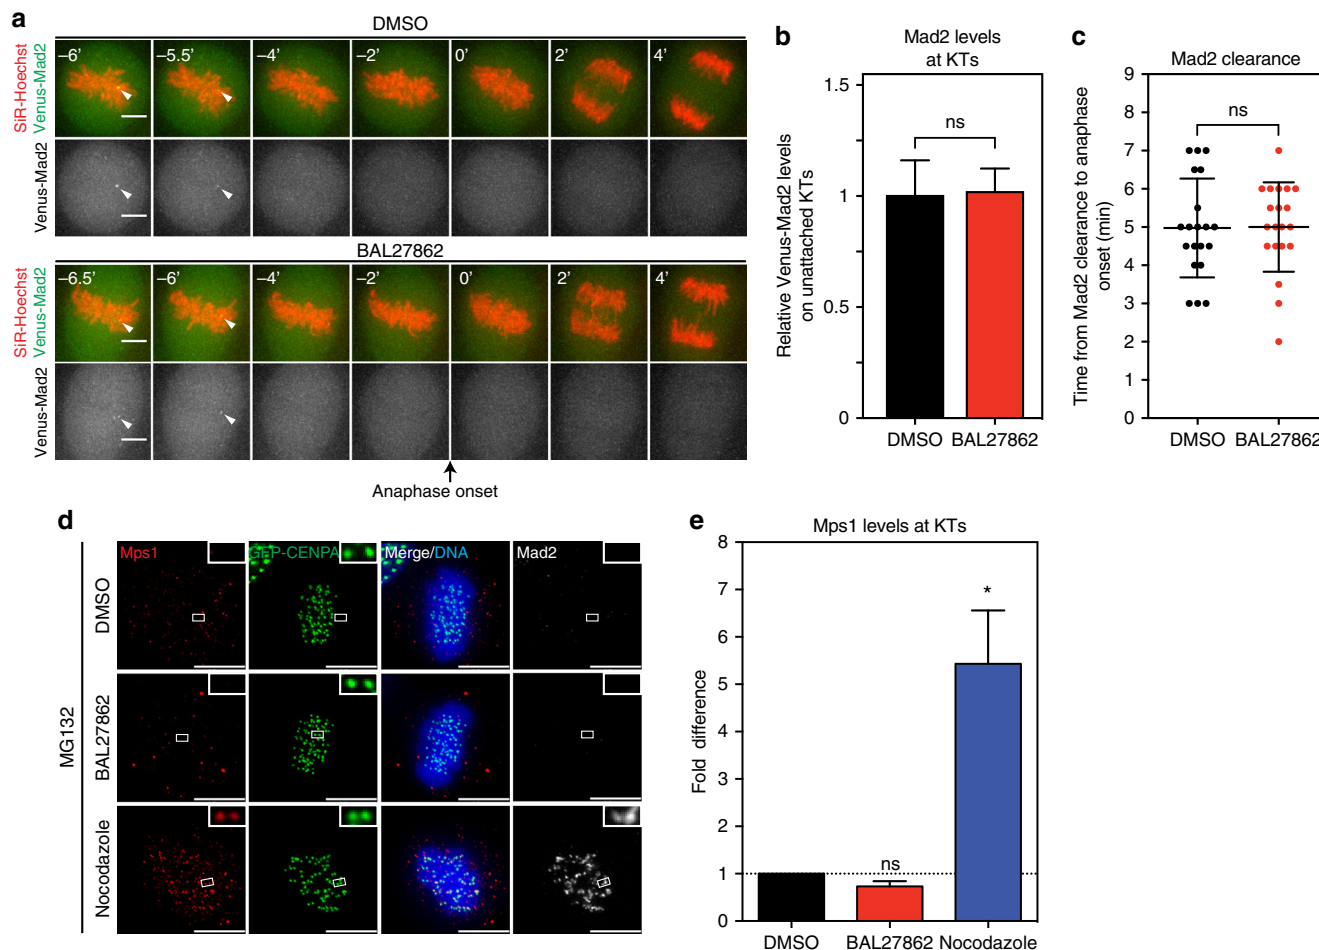 a
DMSO
SiR-Hoechst
Venus-Mad2
–6’ –5.5’ –4’ –2’ 0’ 2’ 4’
Venus-Mad2
BAL27862
SiR-Hoechst
Venus-Mad2
–6.5’ –6’ –4’ –2’ 0’ 2’ 4’
Venus-Mad2
Anaphase onset
b
Mad2 levels
at KTs
Relative Venus-Mad2 levels
on unattached KTs
1.5
1
0.5
0
ns
DMSO BAL27862
c
Mad2 clearance
Time from Mad2 clearance to anaphase
onset (min)
9
8
7
6
5
4
3
2
1
0
ns
DMSO BAL27862
d
MG132
Mps1 GFP-CENPA Merge/DNA Mad2
DMSO
BAL27862
Nocodazole
e
Mps1 levels at KTs
Fold difference
8
7
6
5
4
3
2
1
0
ns
*
DMSO BAL27862 Nocodazole